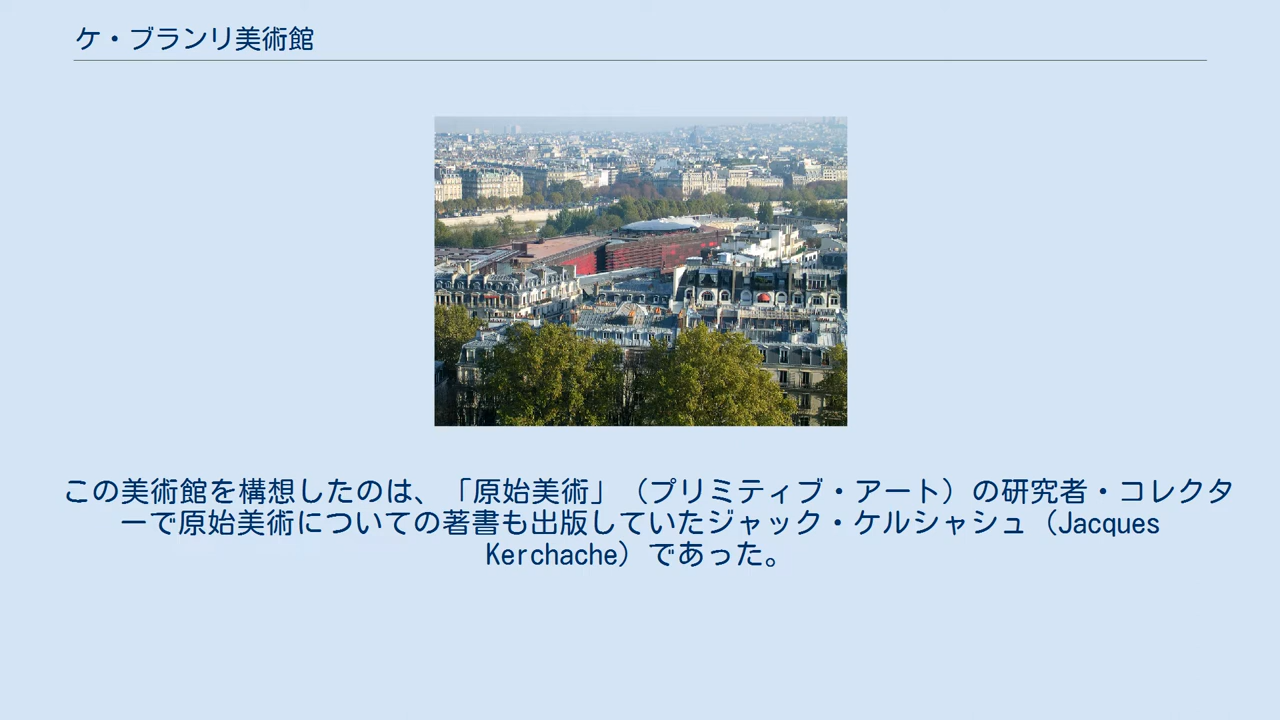 ケ・ブランリ美術館
この美術館を構想したのは、「原始美術」（プリミティブ・アート）の研究者・コレクタ
ーで原始美術についての著書も出版していたジャック・ケルシャシュ（Jacques
Kerchache）であった。